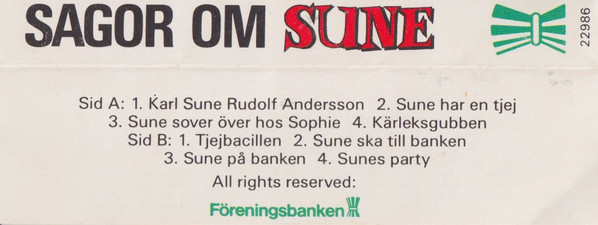 SAGOR OM SUNE
22986
Sid A: 1. Karl Sune Rudolf Andersson 2. Sune har en tjej
3. Sune sover över hos Sophie 4. Kärleksgubben
Sid B: 1. Tjejbacillen 2. Sune ska till banken
3. Sune på banken 4. Sunes party
All rights reserved:
Föreningsbanken